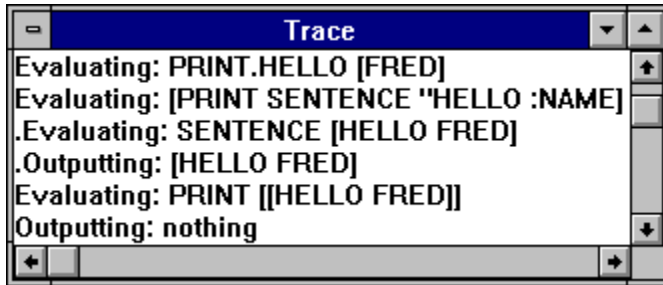 Trace
Evaluating: PRINT.HELLO [FRED]
Evaluating: [PRINT SENTENCE "HELLO :NAME]
.Evaluating: SENTENCE [HELLO FRED]
.Outputting: [HELLO FRED]
Evaluating: PRINT [[HELLO FRED]]
Outputting: nothing